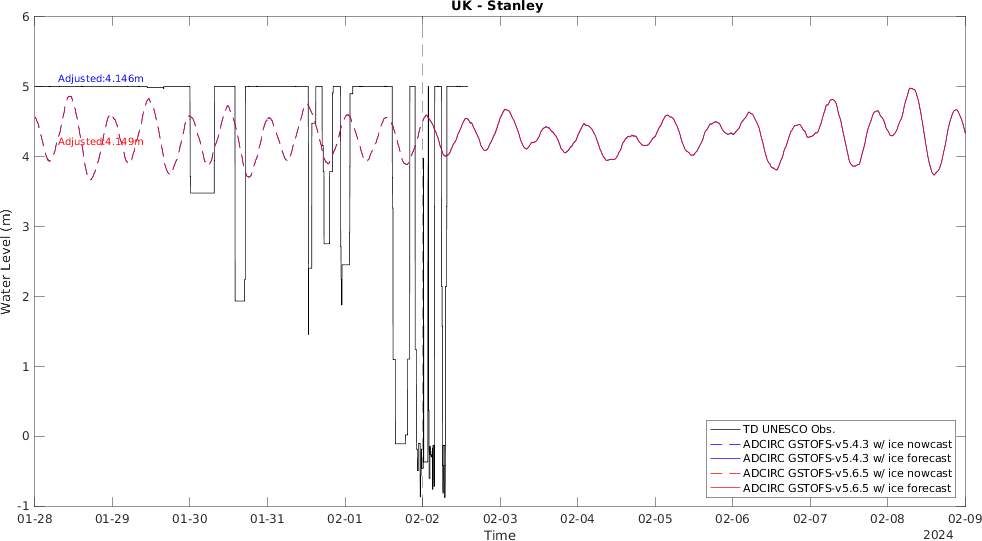 UK - Stanley
6
5
4
3
2
1
0
-1
Water Level (m)
Adjusted:4.146m
Adjusted:4.149m
TD UNESCO Obs.
ADCIRC GSTOFS-v5.4.3 w/ ice nowcast
ADCIRC GSTOFS-v5.4.3 w/ ice forecast
ADCIRC GSTOFS-v5.6.5 w/ ice nowcast
ADCIRC GSTOFS-v5.6.5 w/ ice forecast
01-28 01-29 01-30 01-31 02-01 02-02 02-03 02-04 02-05 02-06 02-07 02-08 02-09
Time
2024